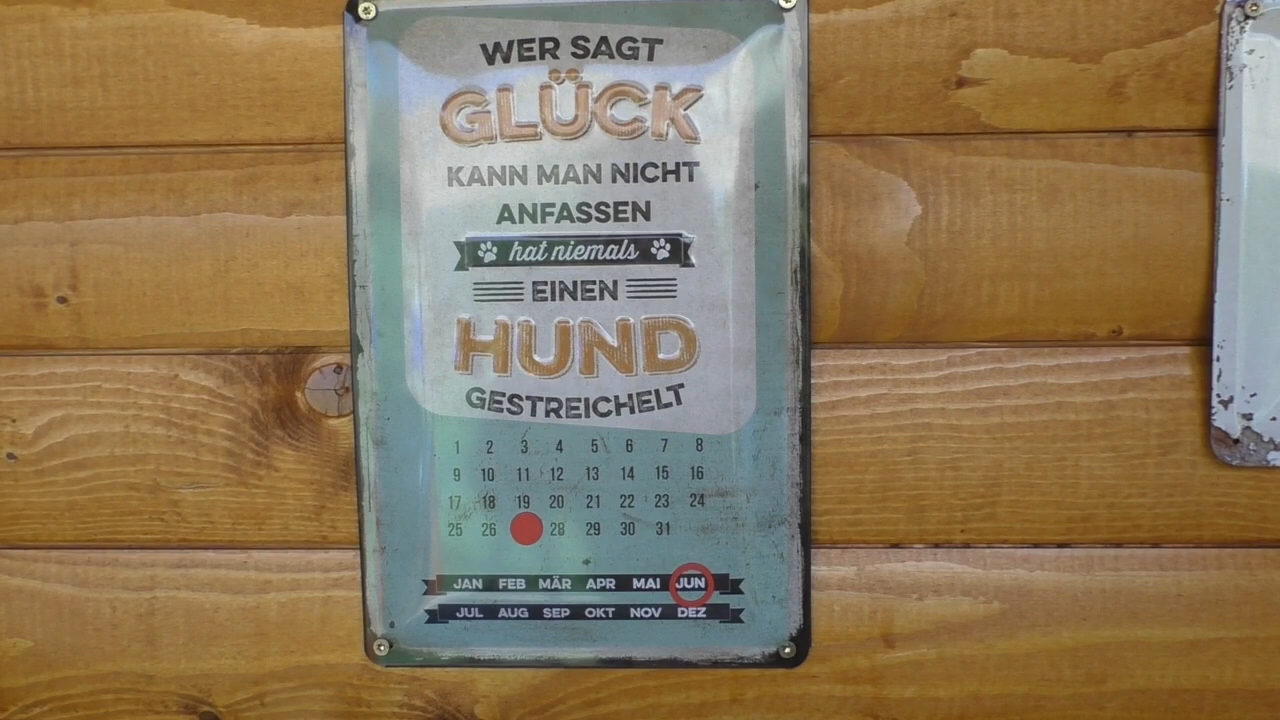 WER SAGT
GLÜCK
KANN MAN NICHT
ANFASSEN
hat niemals
EINEN
HUND
GESTREICHELT
1 2 3 4 5 6 7 8
9 10 11 12 13 14 15 16
17 18 19 20 21 22 23 24
25 26 28 29 30 31
JAN FEB MÄR APR MAI JUN
JUL AUG SEP OKT NOV DEZ